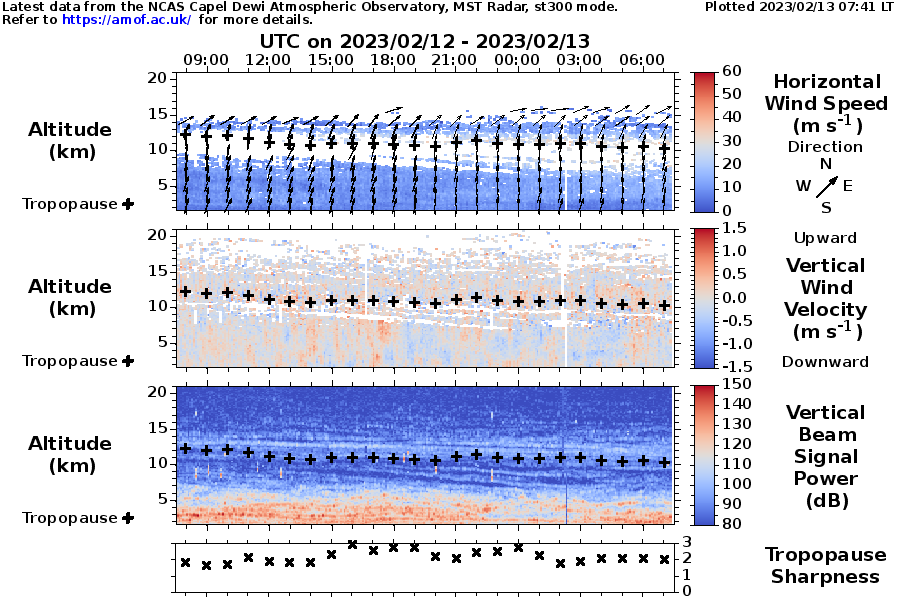 Latest data from the NCAS Capel Dewi Atmospheric Observatory, MST Radar, st300 mode.
Plotted 2023/02/13 07:41 LT
Refer to https://amof.ac.uk/ for more details.
UTC on 2023/02/12 - 2023/02/13
09:00 12:00 15:00 18:00 21:00 00:00 03:00 06:00
20
15
10
5
Altitude
(km)
Tropopause
60
50
40
30
20
10
0
Horizontal
Wind Speed
(m s-1)
Direction
N
W E
S
20
15
10
5
Altitude
(km)
Tropopause
1.5
1.0
0.5
0.0
-0.5
-1.0
-1.5
Upward
Vertical
Wind
Velocity
(m s-1)
Downward
20
15
10
5
Altitude
(km)
Tropopause
150
140
130
120
110
100
90
80
Vertical
Beam
Signal
Power
(dB)
3
2
1
0
Tropopause
Sharpness